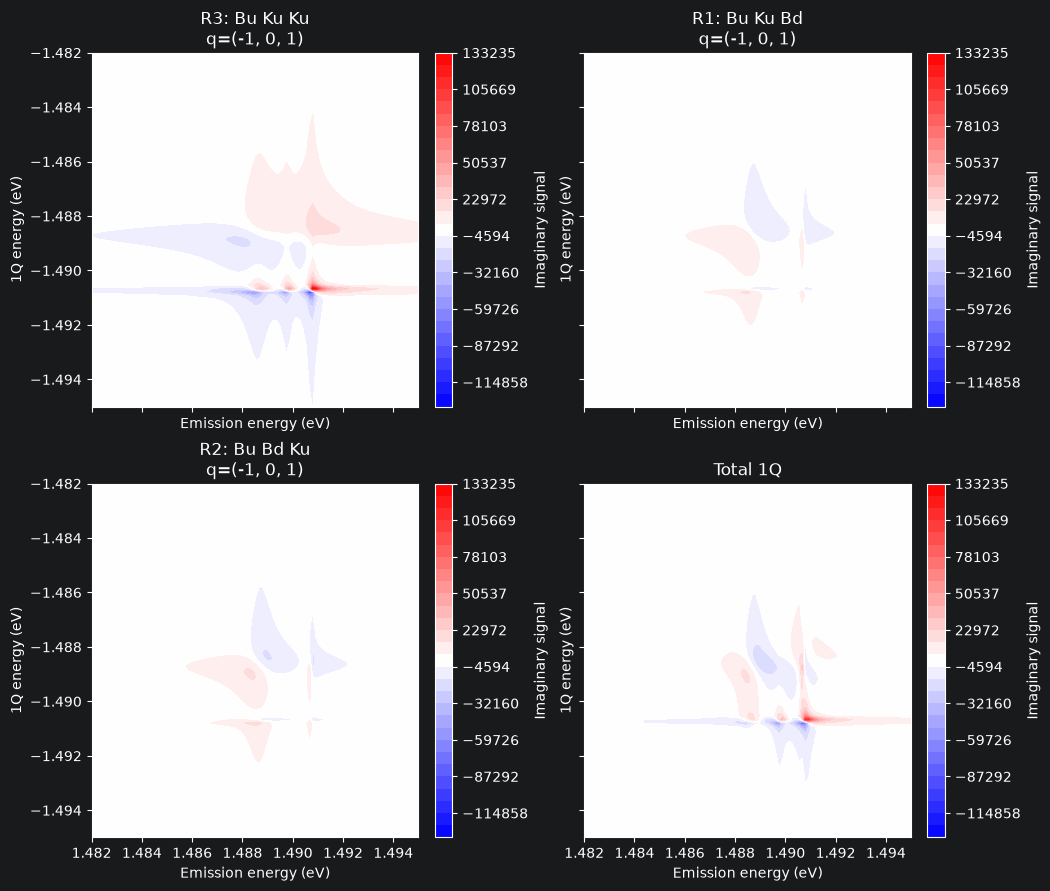 R3: Bu Ku Ku
q=(-1, 0, 1)
R1: Bu Ku Bd
q=(-1, 0, 1)
−1.482
−1.484
−1.486
−1.488
−1.490
−1.492
−1.494
1Q energy (eV)
Emission energy (eV)
133235
105669
78103
50537
22972
−4594
−32160
−59726
−87292
−114858
Imaginary signal
1Q energy (eV)
Emission energy (eV)
133235
105669
78103
50537
22972
−4594
−32160
−59726
−87292
−114858
Imaginary signal
R2: Bu Bd Ku
q=(-1, 0, 1)
Total 1Q
−1.482
−1.484
−1.486
−1.488
−1.490
−1.492
−1.494
1Q energy (eV)
1.482 1.484 1.486 1.488 1.490 1.492 1.494
Emission energy (eV)
133235
105669
78103
50537
22972
−4594
−32160
−59726
−87292
−114858
Imaginary signal
1Q energy (eV)
1.482 1.484 1.486 1.488 1.490 1.492 1.494
Emission energy (eV)
133235
105669
78103
50537
22972
−4594
−32160
−59726
−87292
−114858
Imaginary signal